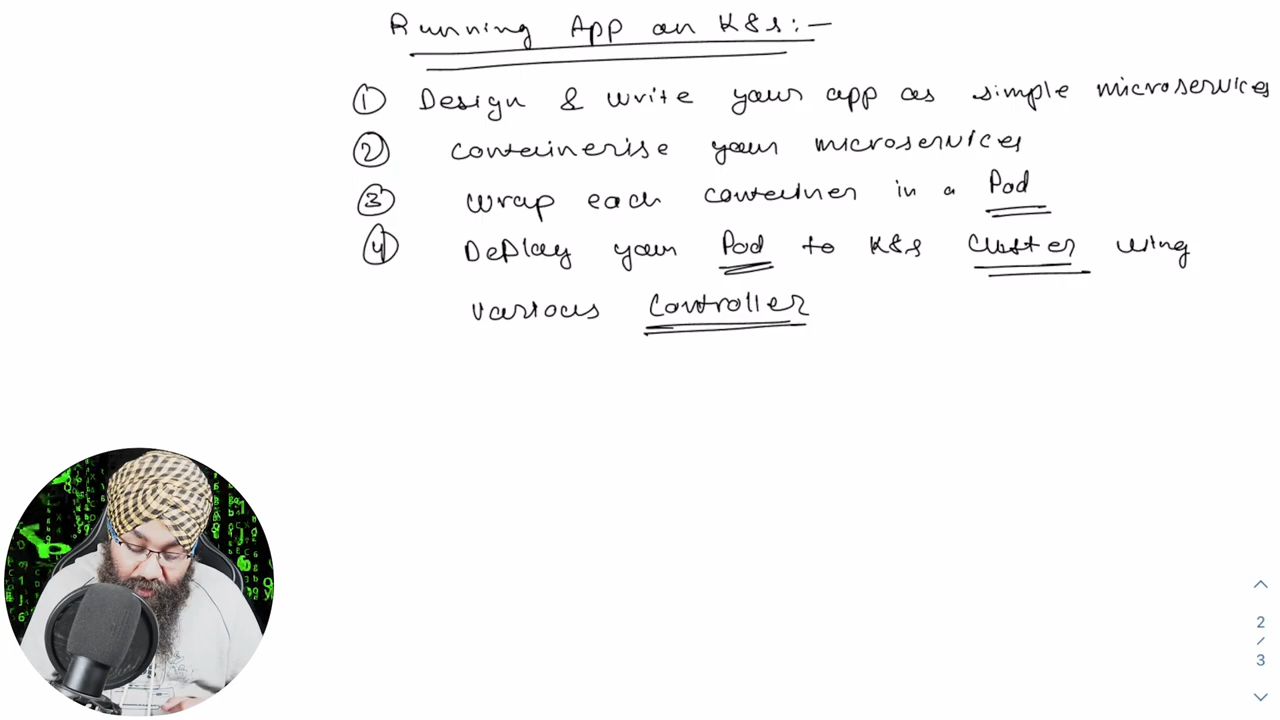 Running App on K8s:-
① Design & write your app as simple microservices
② Conteinerise your microservices
③ Wrap each container in a Pod
④ Deploy your Pod to K8s Cluster using
various Controller
2
/
3